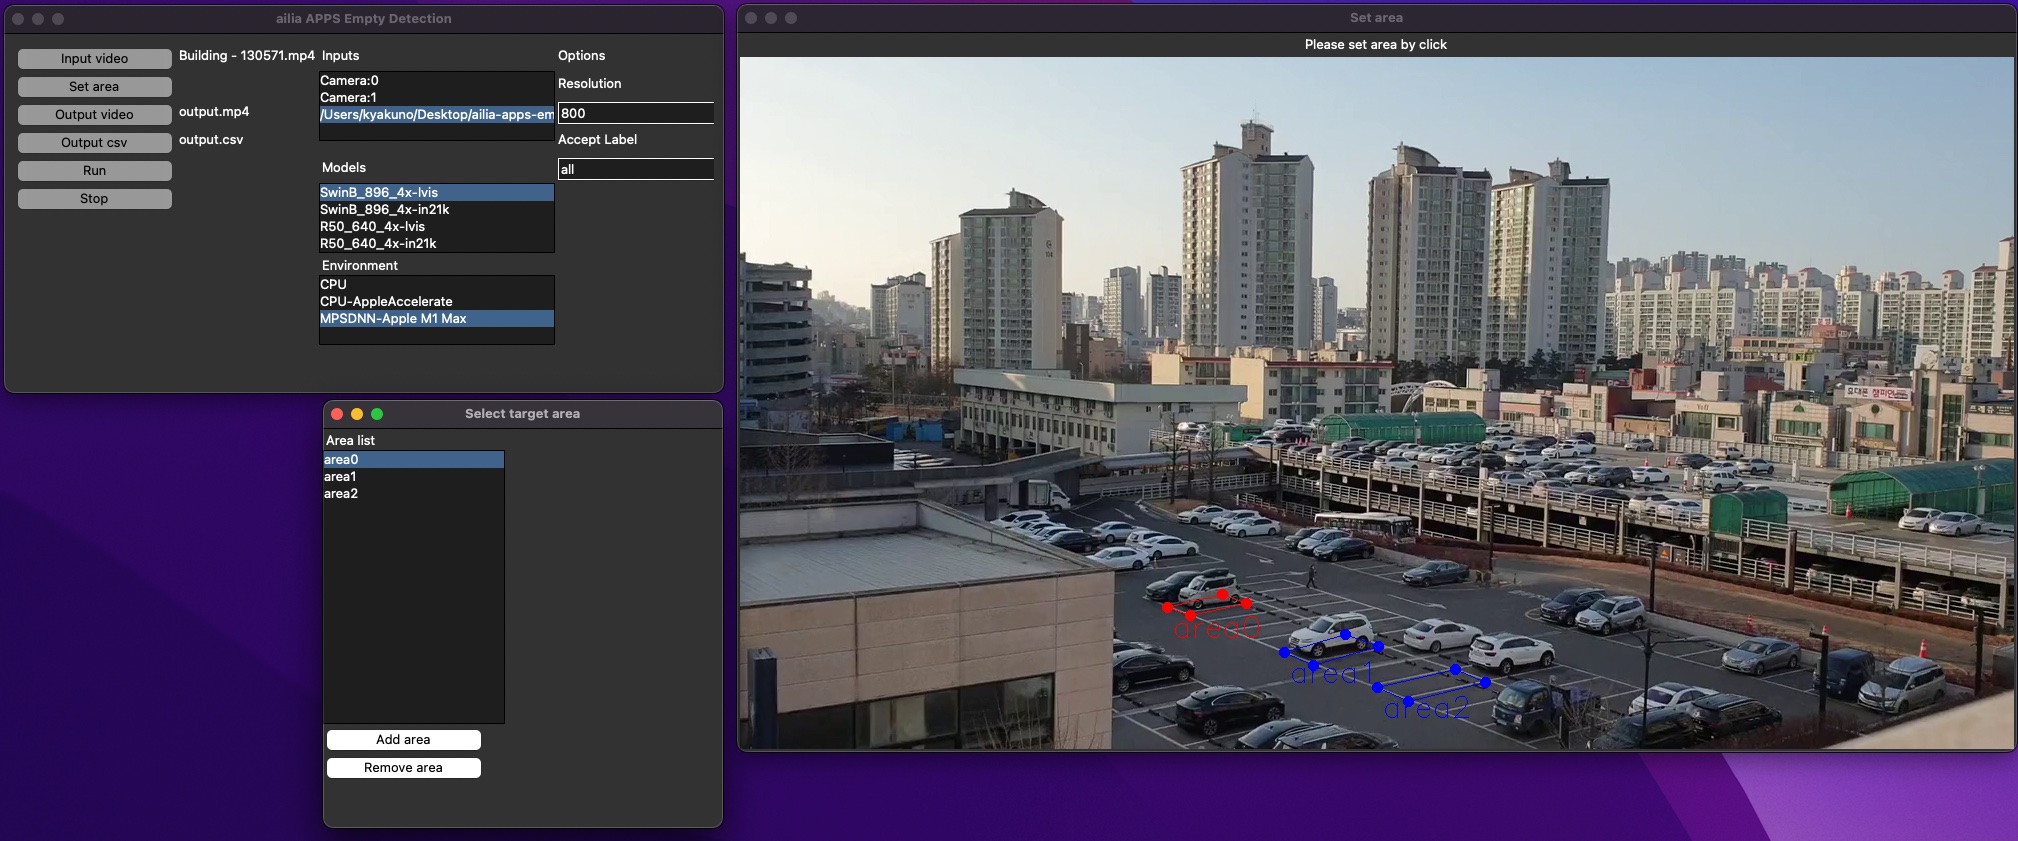 ailia APPS Empty Detection
Input video
Building - 130571.mp4
Set area
Output video
output.mp4
Output csv
output.csv
Run
Stop
Inputs
Camera:0
Camera:1
/Users/kyakuno/Desktop/ailia-apps-em
Models
SwinB_896_4x-lvis
SwinB_896_4x-in21k
R50_640_4x-lvis
R50_640_4x-in21k
Environment
CPU
CPU-AppleAccelerate
MPSDNN-Apple M1 Max
Options
Resolution
800
Accept Label
all
Select target area
Area list
area0
area1
area2
Add area
Remove area
Set area
Please set area by click
area0
area1
area2